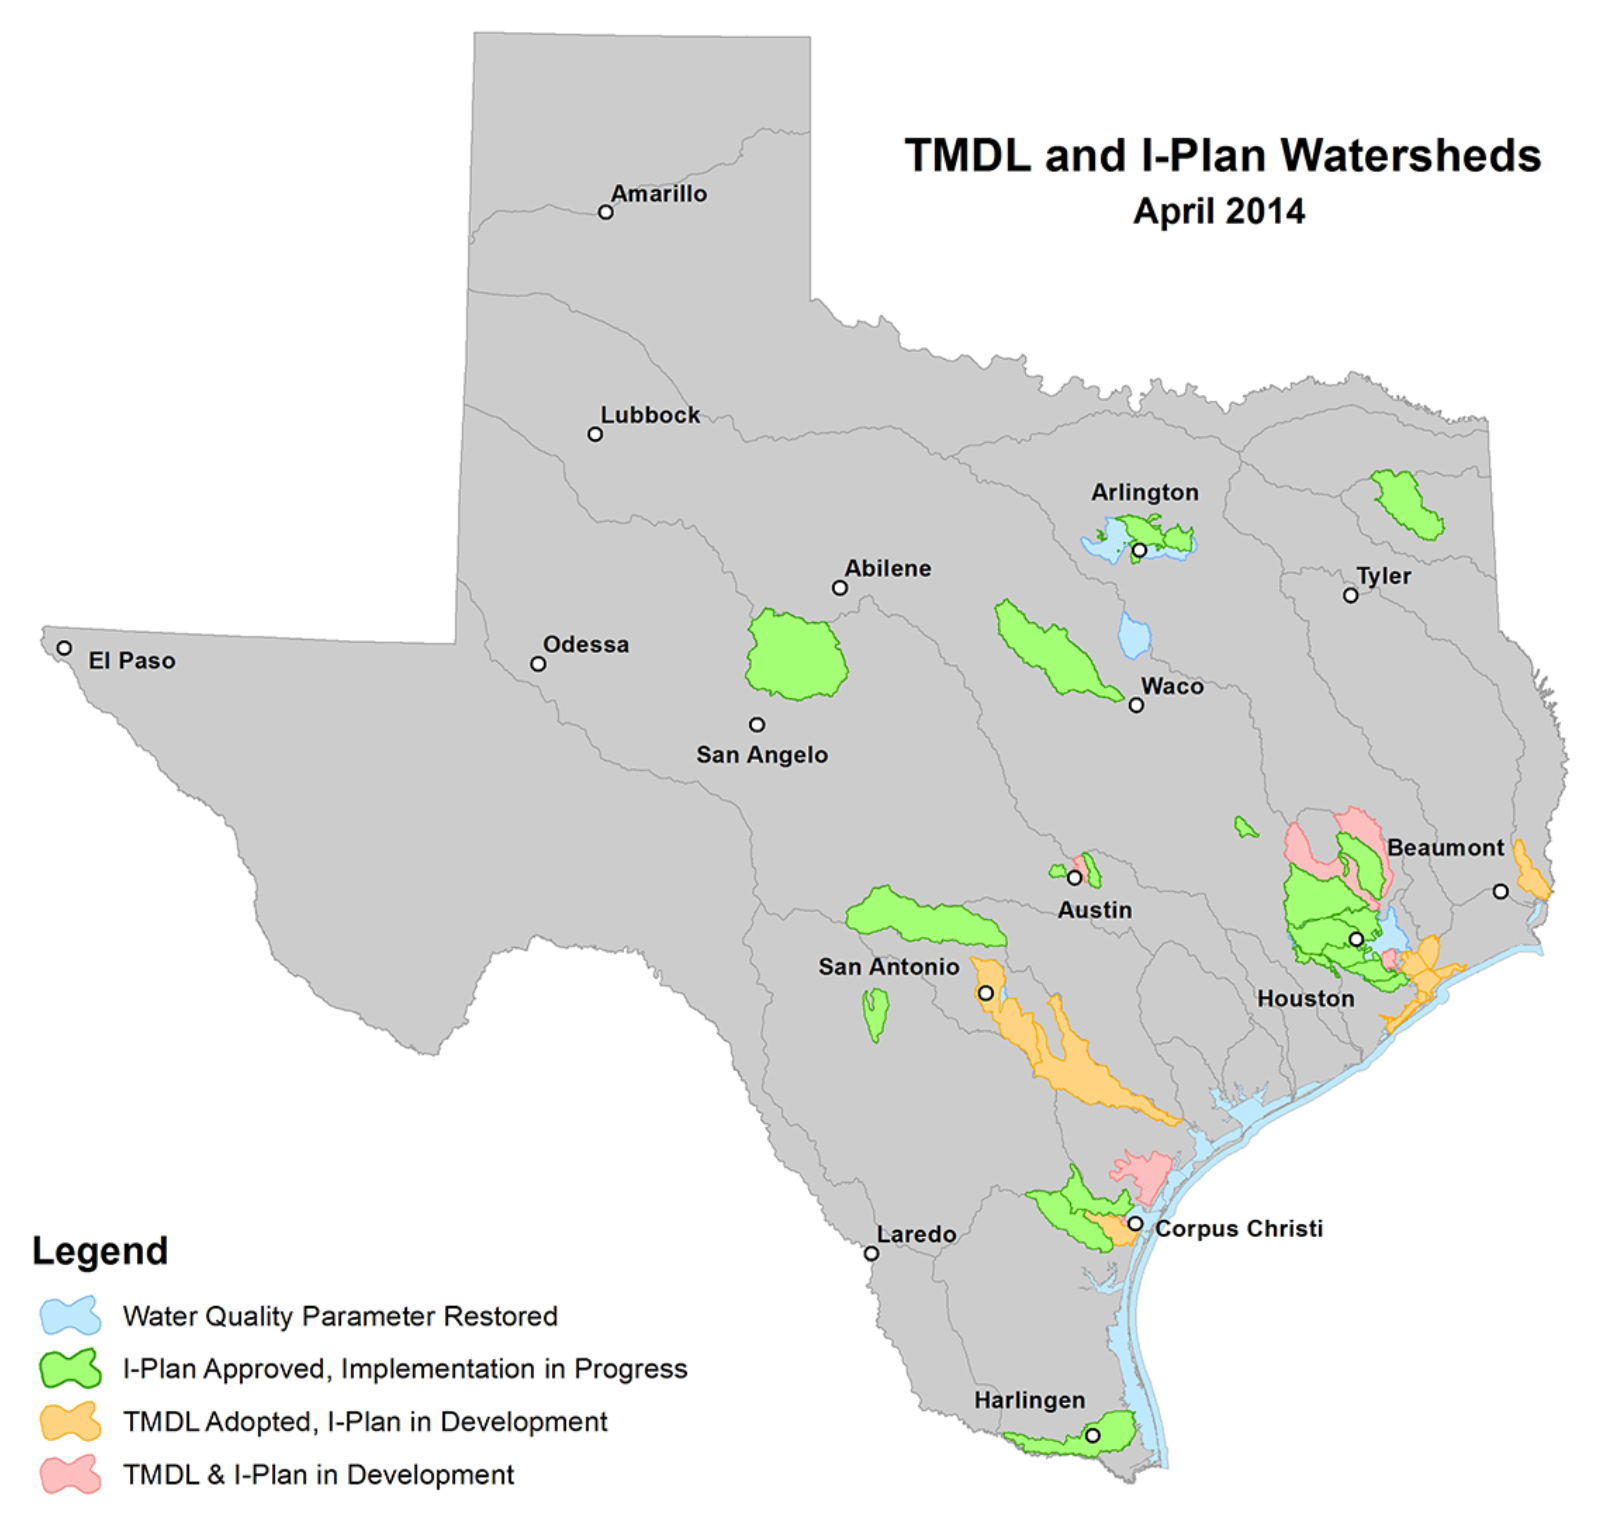 TMDL and I-Plan Watersheds
April 2014
Amarillo
Lubbock
Arlington
Abilene
Tyler
Odessa
El Paso
Waco
San Angelo
Beaumont
Austin
San Antonio
Houston
Corpus Christi
Laredo
Harlingen
Legend
Water Quality Parameter Restored
I-Plan Approved, Implementation in Progress
TMDL Adopted, I-Plan in Development
TMDL & I-Plan in Development